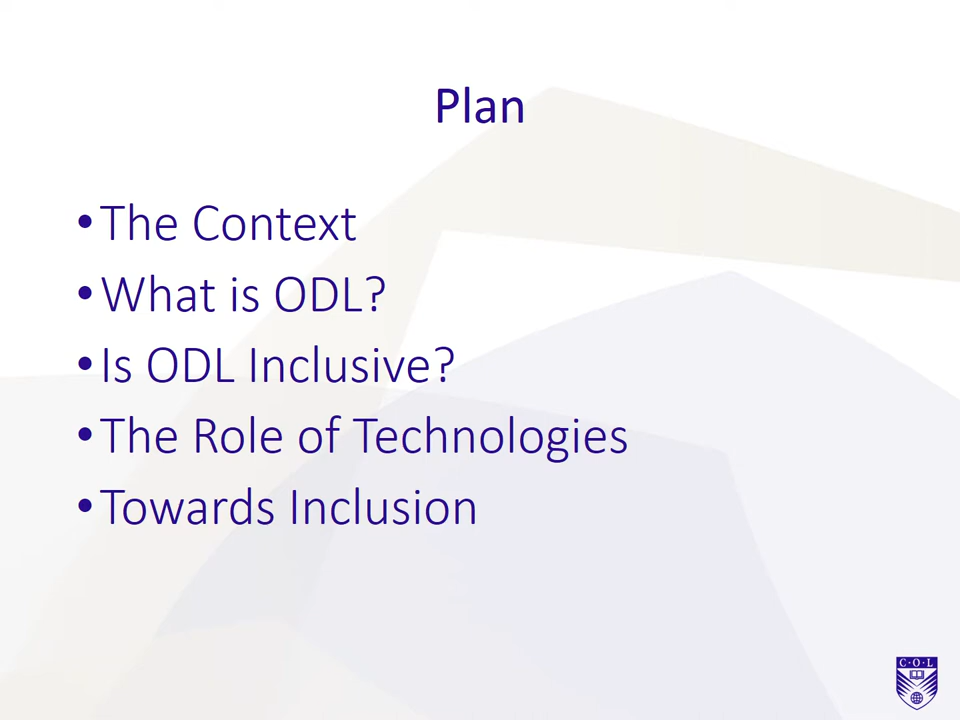 Plan
•The Context
•What is ODL?
•Is ODL Inclusive?
•The Role of Technologies
•Towards Inclusion
C·O·L